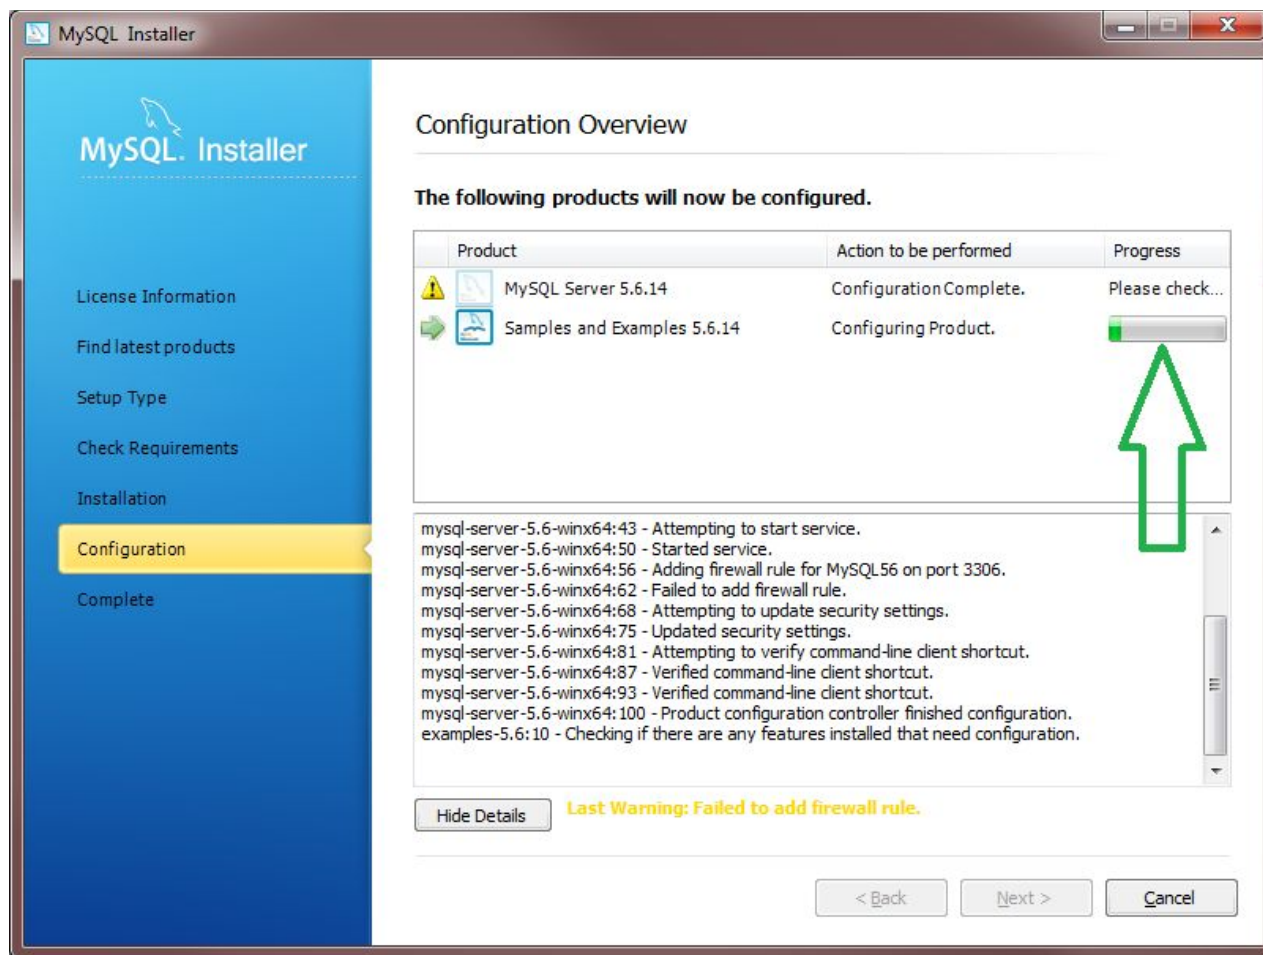 MySQL Installer
MySQL. Installer
License Information
Find latest products
Setup Type
Check Requirements
Installation
Configuration
Complete
Configuration Overview
The following products will now be configured.
Product Action to be performed Progress
MySQL Server 5.6.14 Configuration Complete. Please check...
Samples and Examples 5.6.14 Configuring Product.
mysql-server-5.6-winx64:43 - Attempting to start service.
mysql-server-5.6-winx64:50 - Started service.
mysql-server-5.6-winx64:56 - Adding firewall rule for MySQL56 on port 3306.
mysql-server-5.6-winx64:62 - Failed to add firewall rule.
mysql-server-5.6-winx64:68 - Attempting to update security settings.
mysql-server-5.6-winx64:75 - Updated security settings.
mysql-server-5.6-winx64:81 - Attempting to verify command-line client shortcut.
mysql-server-5.6-winx64:87 - Verified command-line client shortcut.
mysql-server-5.6-winx64:93 - Verified command-line client shortcut.
mysql-server-5.6-winx64:100 - Product configuration controller finished configuration.
examples-5.6:10 - Checking if there are any features installed that need configuration.
Hide Details Last Warning: Failed to add firewall rule.
< Back Next > Cancel